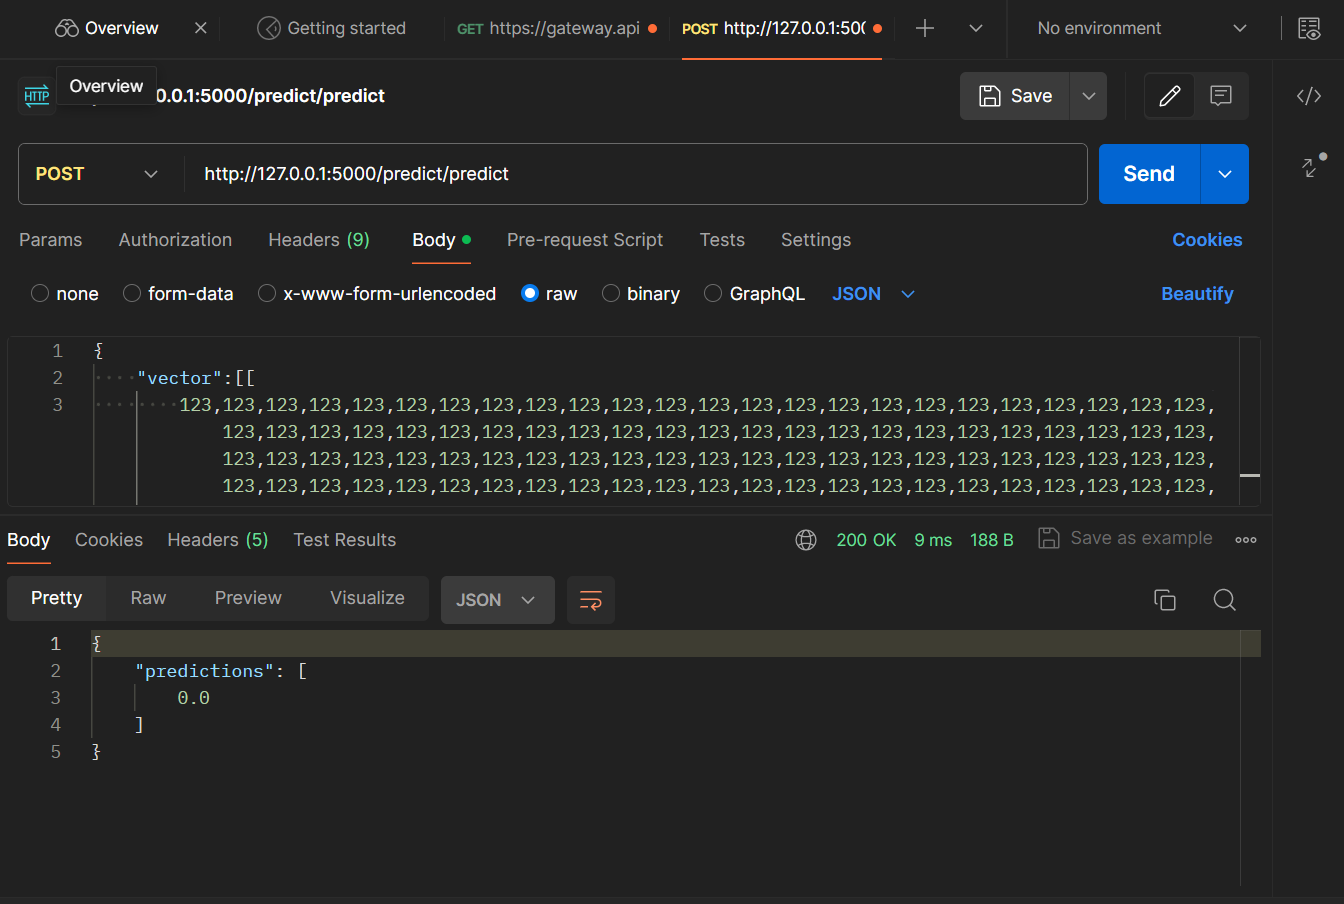 Overview
Getting started
GET https://gateway.api
POST http://127.0.0.1:50
No environment
HTTP
Overview
0.0.1:5000/predict/predict
Save
POST
http://127.0.0.1:5000/predict/predict
Send
Params Authorization Headers (9) Body Pre-request Script Tests Settings Cookies
none form-data x-www-form-urlencoded raw binary GraphQL JSON Beautify
1 {
2 "vector":[[
3 123,123,123,123,123,123,123,123,123,123,123,123,123,123,123,123,123,123,123,123,123,123,123,123,
123,123,123,123,123,123,123,123,123,123,123,123,123,123,123,123,123,123,123,123,123,123,123,
123,123,123,123,123,123,123,123,123,123,123,123,123,123,123,123,123,123,123,123,123,123,123,
123,123,123,123,123,123,123,123,123,123,123,123,123,123,123,123,123,123,123,123,123,123,123,
Body Cookies Headers (5) Test Results 200 OK 9 ms 188 B Save as example
Pretty Raw Preview Visualize JSON
1 {
2 "predictions": [
3 0.0
4 ]
5 }